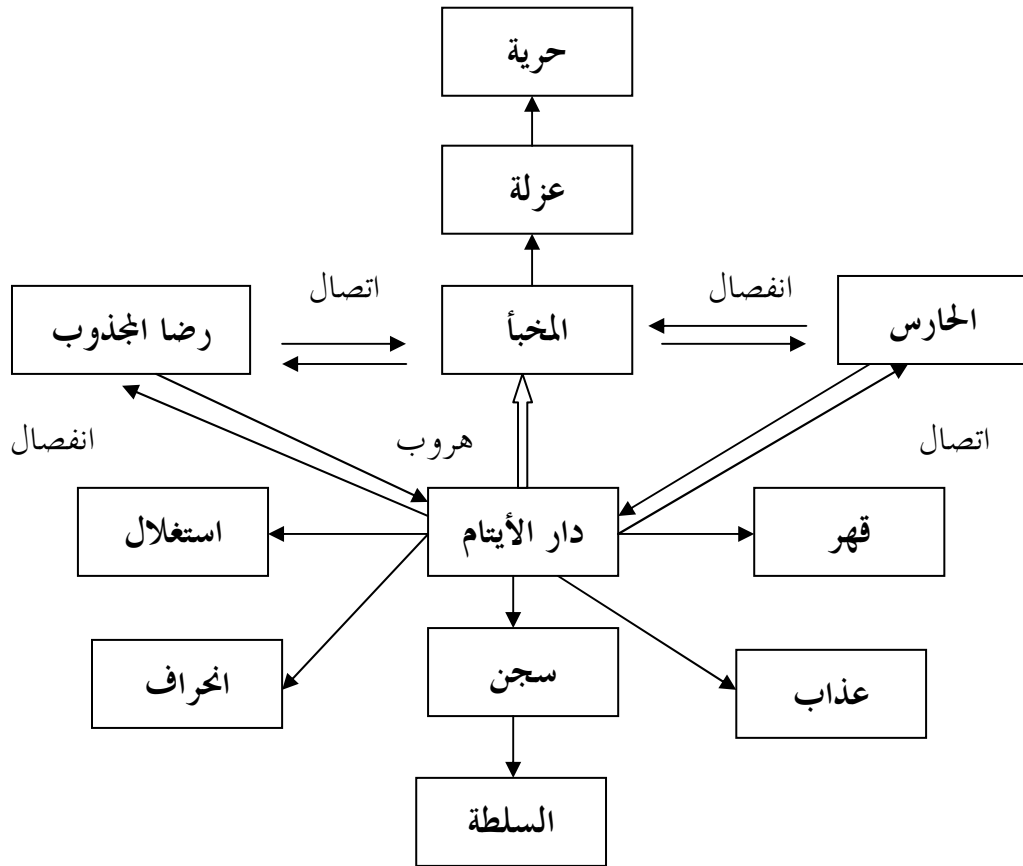 حرية
عزلة
انفصال
اتصال
الحارس
المخبأ
رضا المجذوب
اتصال
هروب
انفصال
قهر
دار الأيتام
استغلال
عذاب
سجن
انحراف
السلطة